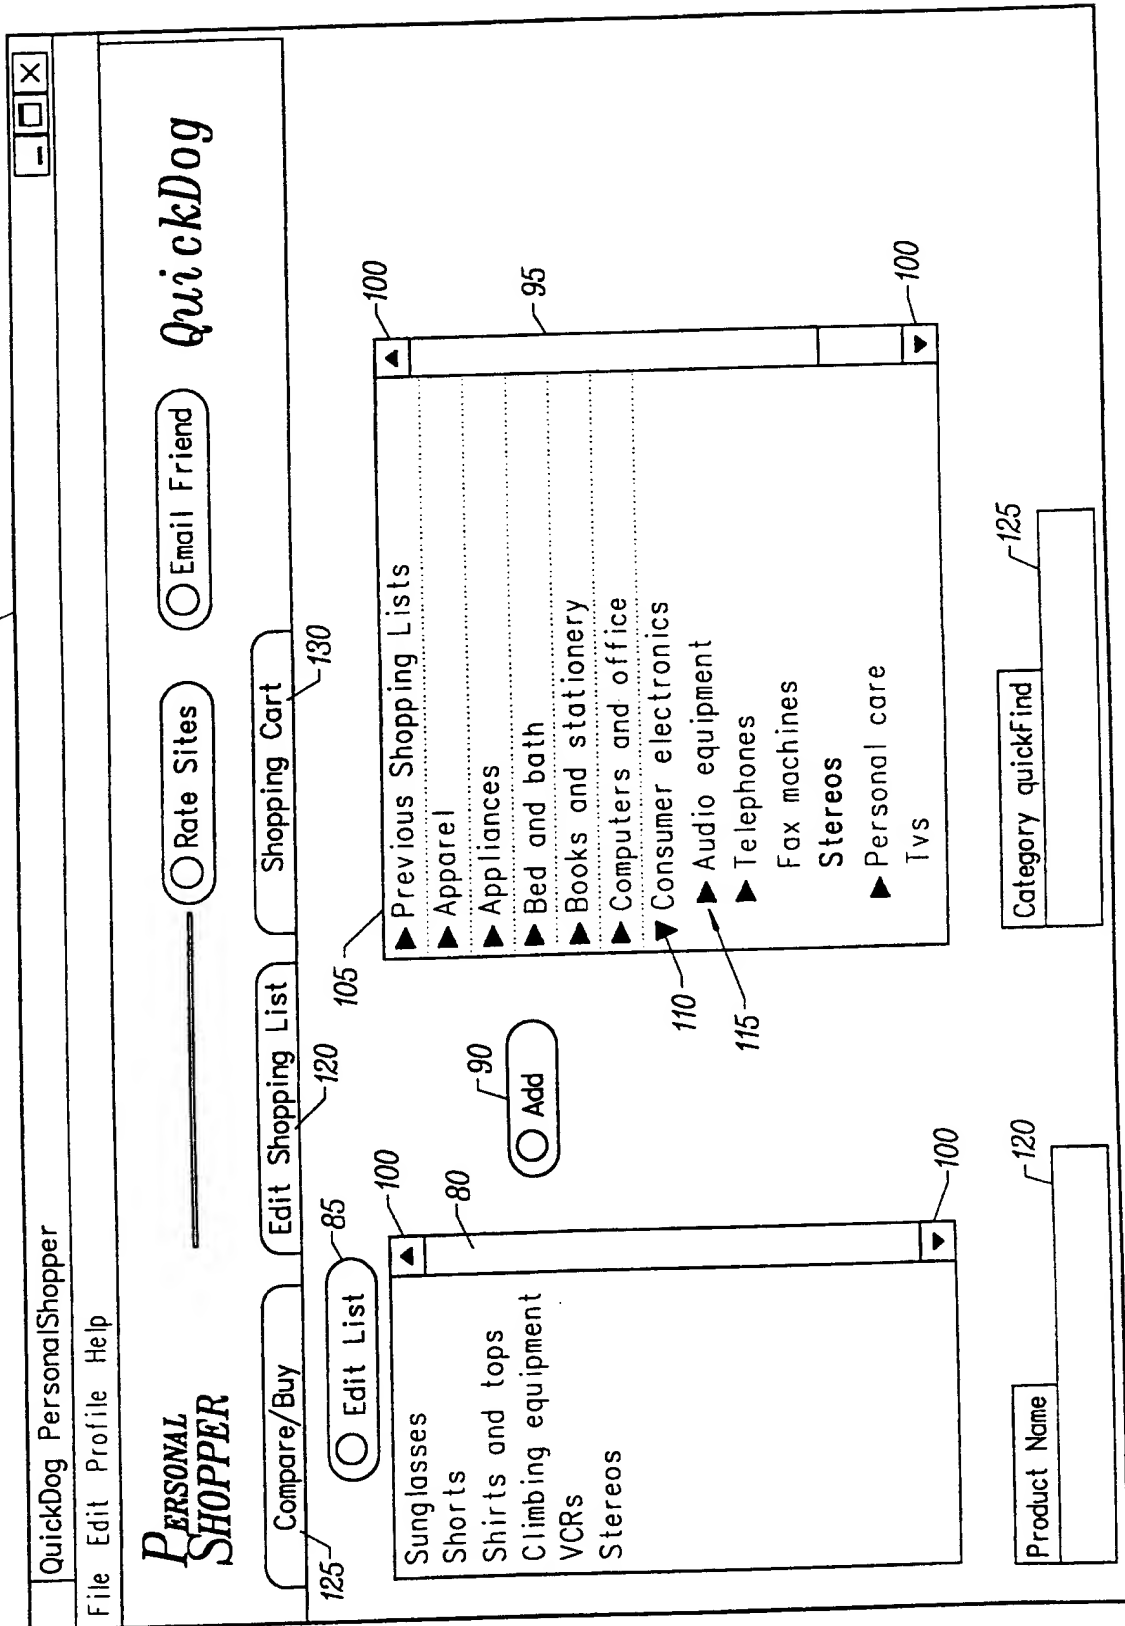 QuickDog PersonalShopper
File Edit Profile Help
PERSONAL
SHOPPER
Rate Sites
Email Friend
QuickDog
Compare/Buy
125
Edit Shopping List
120
Shopping Cart
130
Edit List
85
100
80
100
Sunglasses
Shorts
Shirts and tops
Climbing equipment
VCRs
Stereos
90
Add
105
100
95
100
Previous Shopping Lists
Apparel
Appliances
Bed and bath
Books and stationery
Computers and office
Consumer electronics
110
Audio equipment
115
Telephones
Fax machines
Stereos
Personal care
Tvs
Product Name
120
Category quickFind
125